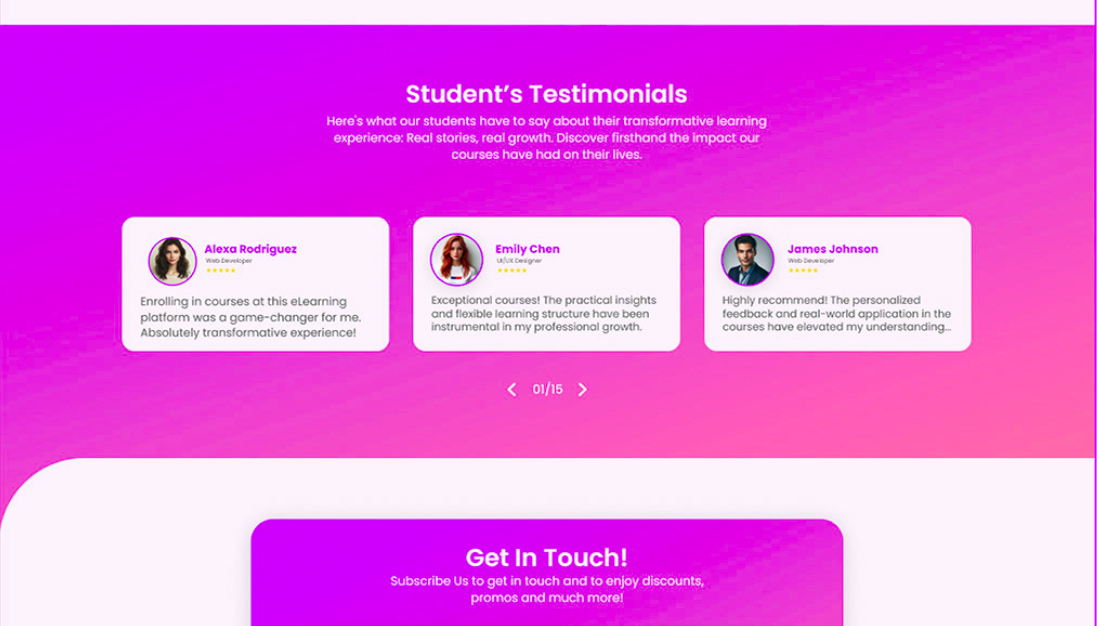 Student’s Testimonials
Here's what our students have to say about their transformative learning
experience: Real stories, real growth. Discover firsthand the impact our
courses have had on their lives.
Alexa Rodriguez
Web Developer
Enrolling in courses at this eLearning
platform was a game-changer for me.
Absolutely transformative experience!
Emily Chen
UI/UX Designer
Exceptional courses! The practical insights
and flexible learning structure have been
instrumental in my professional growth.
James Johnson
Web Developer
Highly recommend! The personalized
feedback and real-world application in the
courses have elevated my understanding...
01/15
Get In Touch!
Subscribe Us to get in touch and to enjoy discounts,
promos and much more!